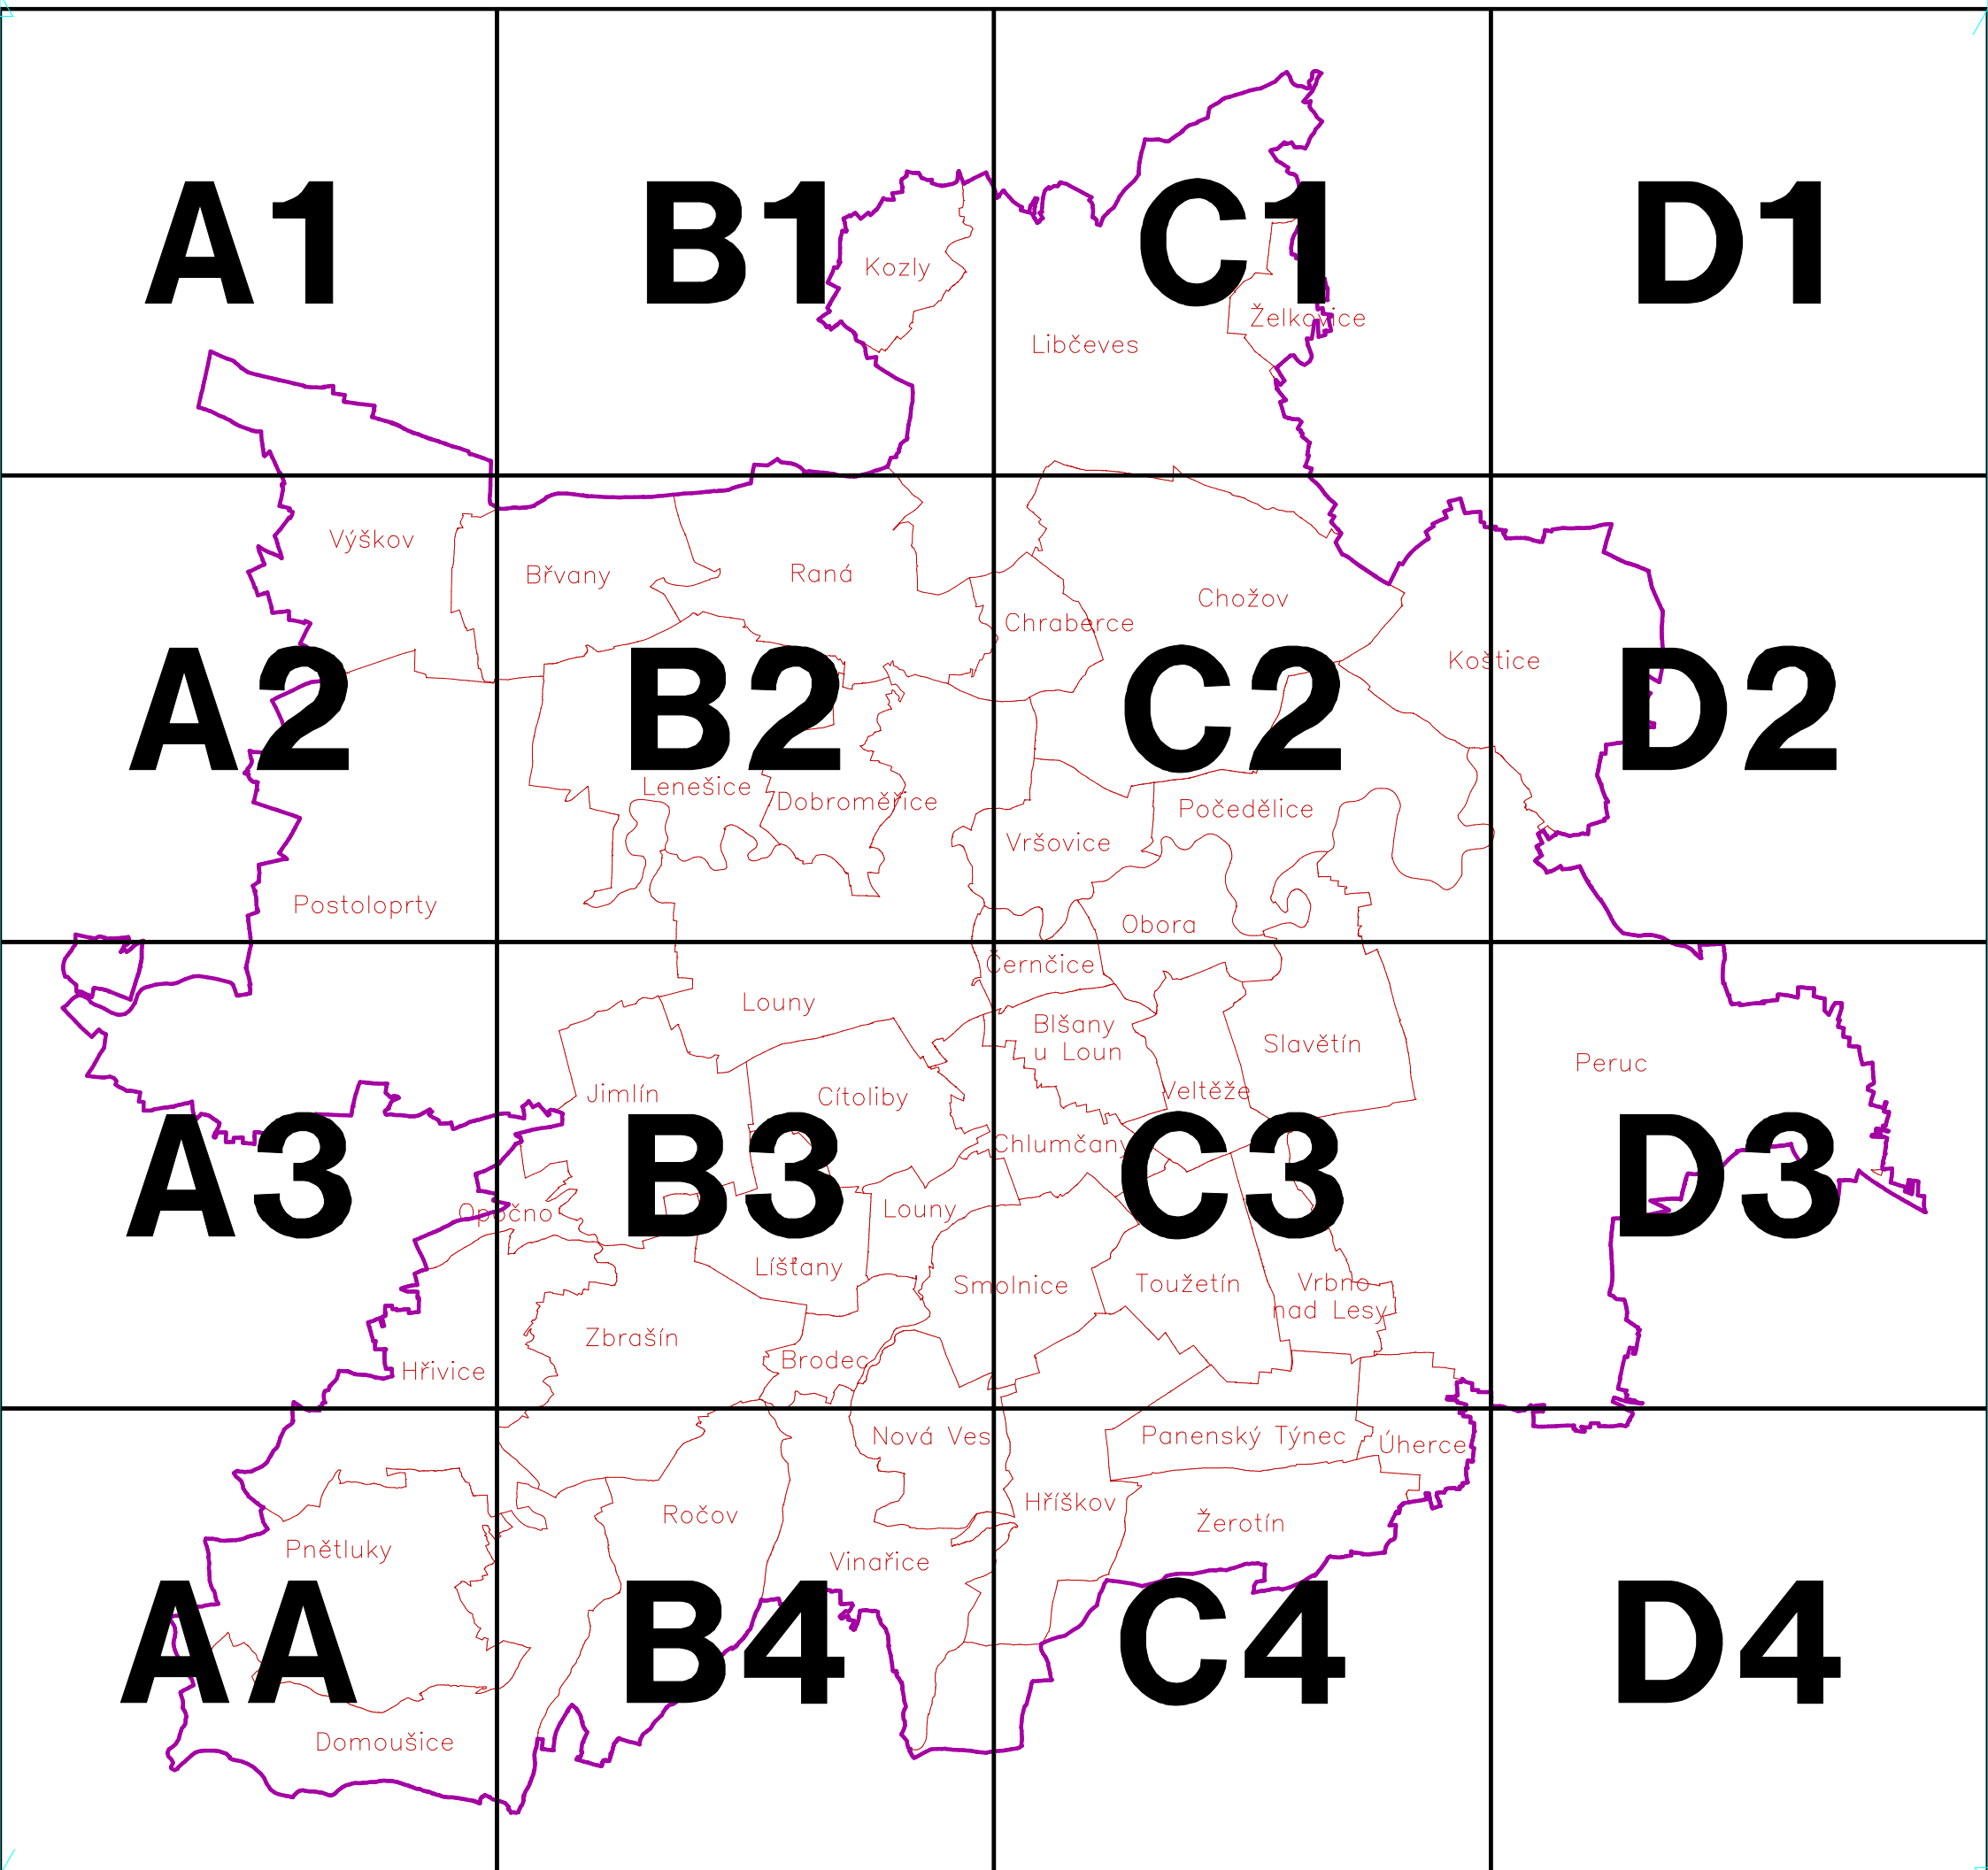 A1
B1
C1
D1
Kozly
Želkovice
Libčeves
A2
B2
C2
D2
Výškov
Břvany
Raná
Chožov
Chraberce
Koštice
Lenešice
Dobroměřice
Počedělice
Vršovice
Postoloprty
Obora
A3
B3
C3
D3
Černčice
Louny
Blšany
u Loun
Slavětín
Peruc
Jimlín
Cítoliby
Veltěže
Chlumčany
Opočno
Louny
Líšťany
Smolnice
Toužetín
Vrbno
nad Lesy
Zbrašín
Brodec
Hřivice
AA
B4
C4
D4
Nová Ves
Panenský Týnec
Úherce
Hříškov
Ročov
Žerotín
Pnětluky
Vinařice
Domoušice